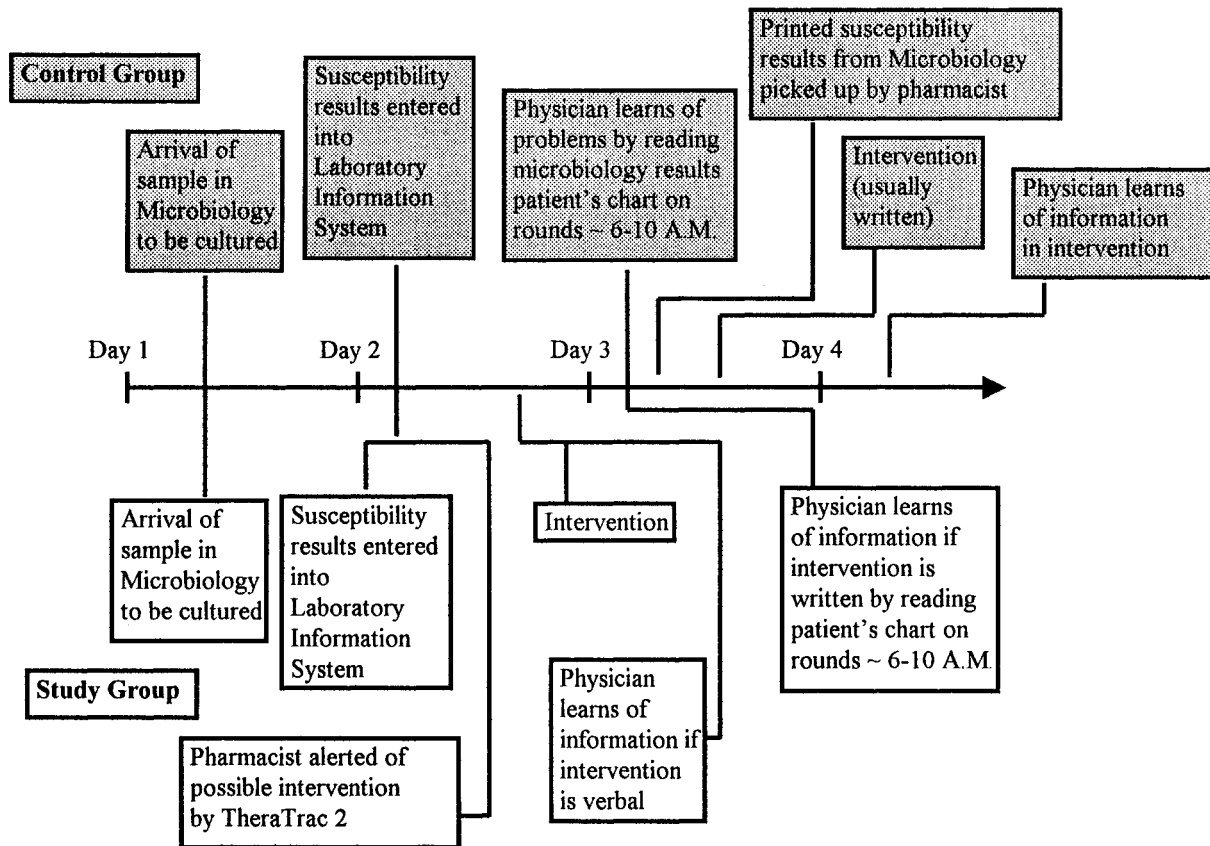 Control Group
Arrival of
sample in
Microbiology
to be cultured
Susceptibility
results entered
into
Laboratory
Information
System
Physician learns of
problems by reading
microbiology results
patient's chart on
rounds ~ 6-10 A.M.
Printed susceptibility
results from Microbiology
picked up by pharmacist
Intervention
(usually
written)
Physician learns
of information
in intervention
Day 1
Day 2
Day 3
Day 4
Arrival of
sample in
Microbiology
to be cultured
Susceptibility
results entered
into
Laboratory
Information
System
Intervention
Physician learns
of information if
intervention is
written by reading
patient's chart on
rounds ~ 6-10 A.M.
Study Group
Pharmacist alerted of
possible intervention
by TheraTrac 2
Physician
learns of
information if
intervention
is verbal